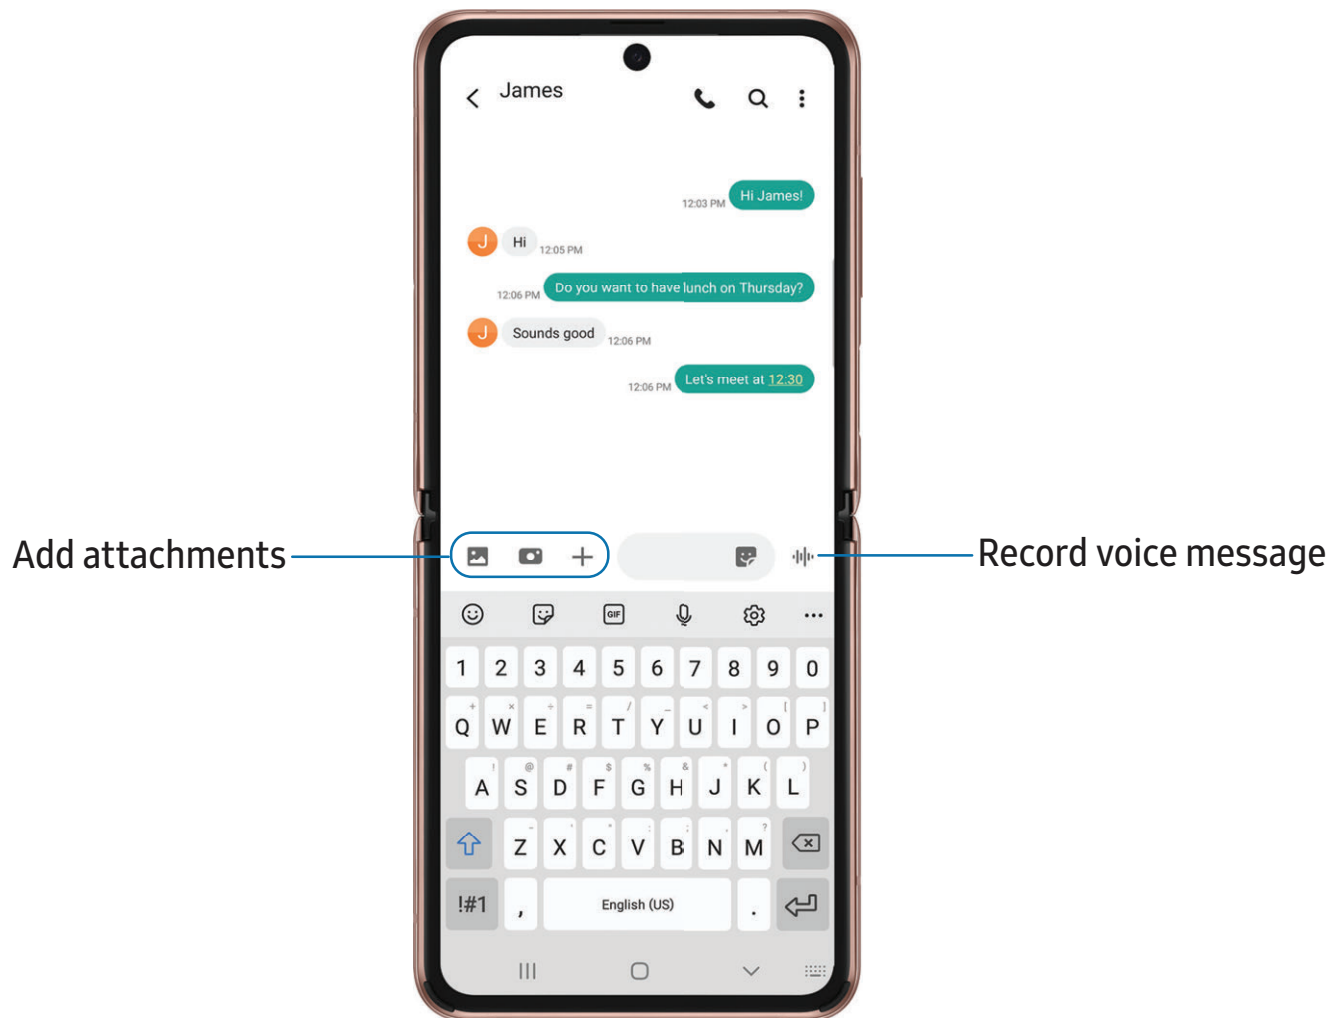 James
12:03 PM Hi James!
J Hi 12:05 PM
12:06 PM Do you want to have lunch on Thursday?
J Sounds good 12:06 PM
12:06 PM Let's meet at 12:30
Add attachments
Record voice message
GIF
1 2 3 4 5 6 7 8 9 0
+ × ÷ = / _ < > [ ]
Q W E R T Y U I O P
! @ # $ % & * ( )
A S D F G H J K L
- ' " : ; , ?
Z X C V B N M
!#1 , English (US) .